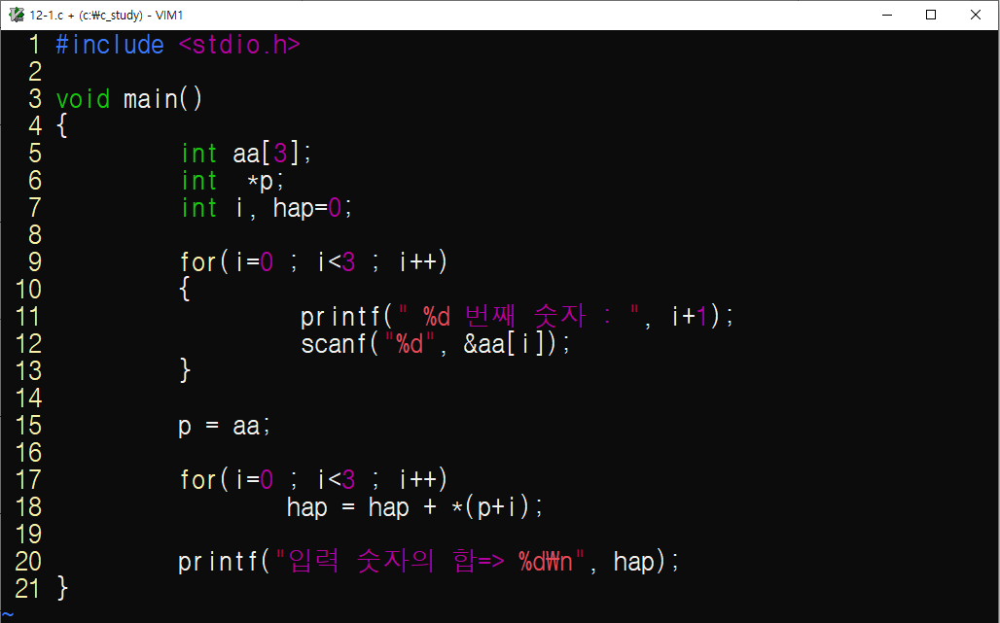 12-1.c + (c:₩c_study) - VIM1
1 #include <stdio.h>
2
3 void main()
4 {
5 int aa[3];
6 int *p;
7 int i, hap=0;
8
9 for(i=0 ; i<3 ; i++)
10 {
11 printf(" %d 번째 숫자 : ", i+1);
12 scanf("%d", &aa[i]);
13 }
14
15 p = aa;
16
17 for(i=0 ; i<3 ; i++)
18 hap = hap + *(p+i);
19
20 printf("입력 숫자의 합=> %d₩n", hap);
21 }
~